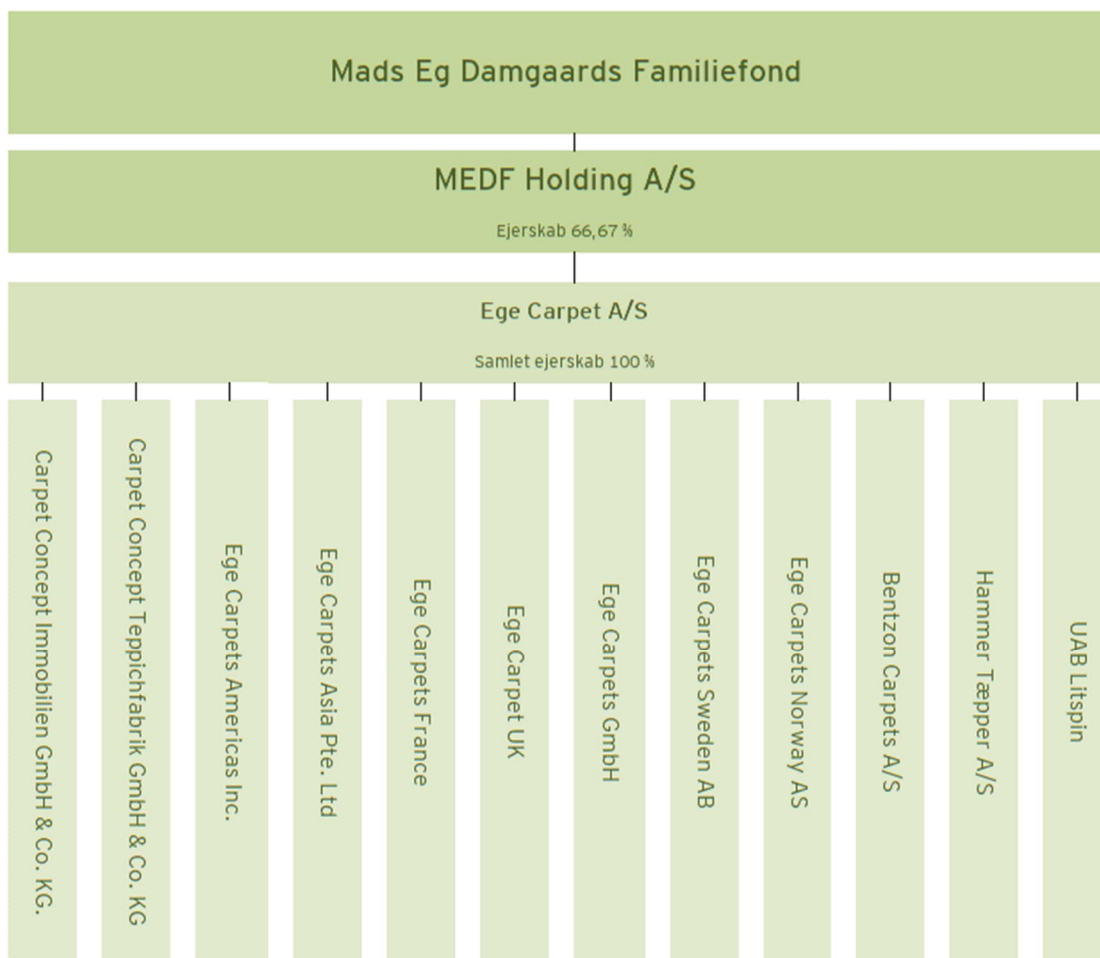 Mads Eg Damgaards Familiefond
MEDF Holding A/S
Ejerskab 66,67 %
Ege Carpet A/S
Samlet ejerskab 100 %
Carpet Concept Immobilien GmbH & Co. KG.
Carpet Concept Teppichfabrik GmbH & Co. KG
Ege Carpets Americas Inc.
Ege Carpets Asia Pte. Ltd
Ege Carpets France
Ege Carpet UK
Ege Carpets GmbH
Ege Carpets Sweden AB
Ege Carpets Norway AS
Bentzon Carpets A/S
Hammer Tæpper A/S
UAB Litspin